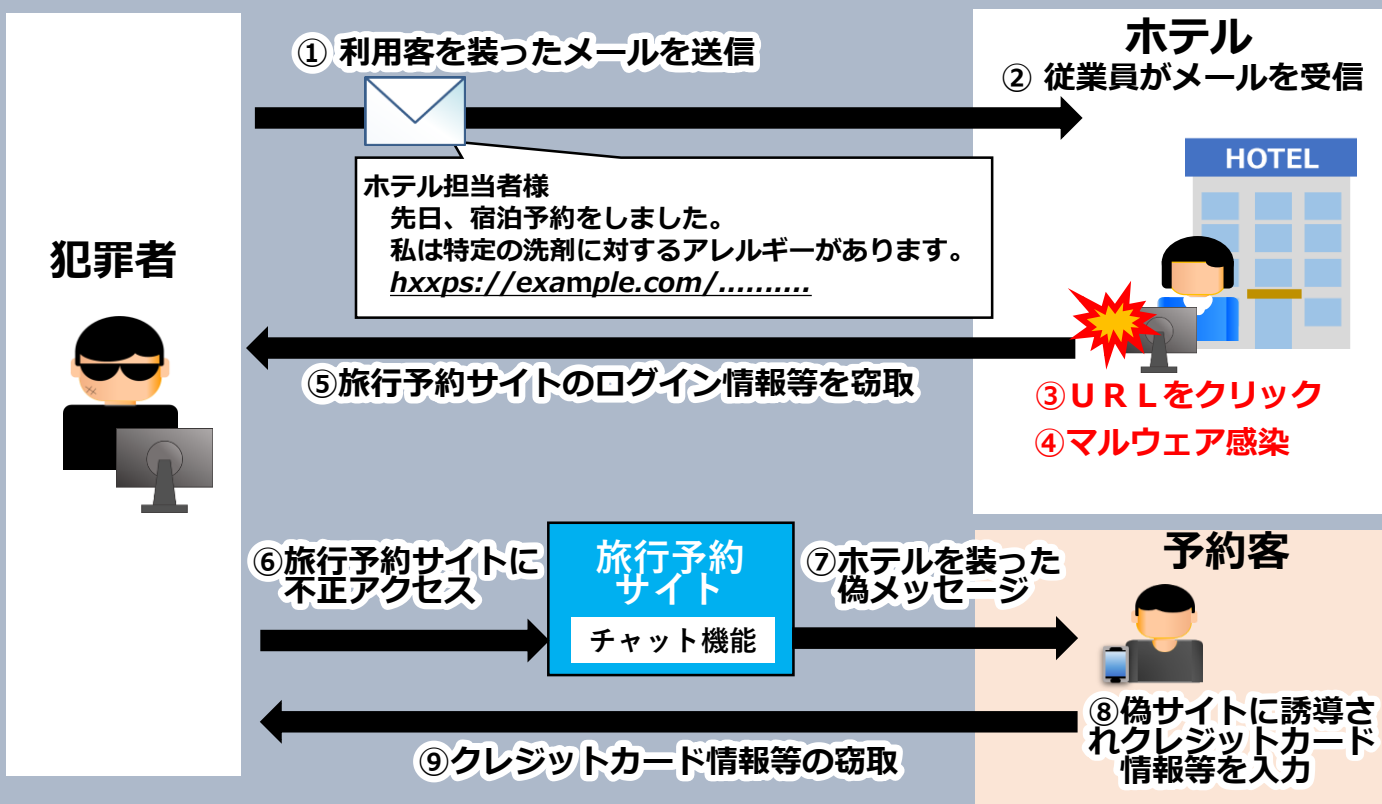 ① 利用客を装ったメールを送信
ホテル
② 従業員がメールを受信
HOTEL
ホテル担当者様
先日、宿泊予約をしました。
私は特定の洗剤に対するアレルギーがあります。
hxxps://example.com/..........
犯罪者
⑤旅行予約サイトのログイン情報等を窃取
③ＵＲＬをクリック
④マルウェア感染
⑥旅行予約サイトに
不正アクセス
旅行予約
サイト
チャット機能
⑦ホテルを装った
偽メッセージ
予約客
⑧偽サイトに誘導さ
れクレジットカード
情報等を入力
⑨クレジットカード情報等の窃取